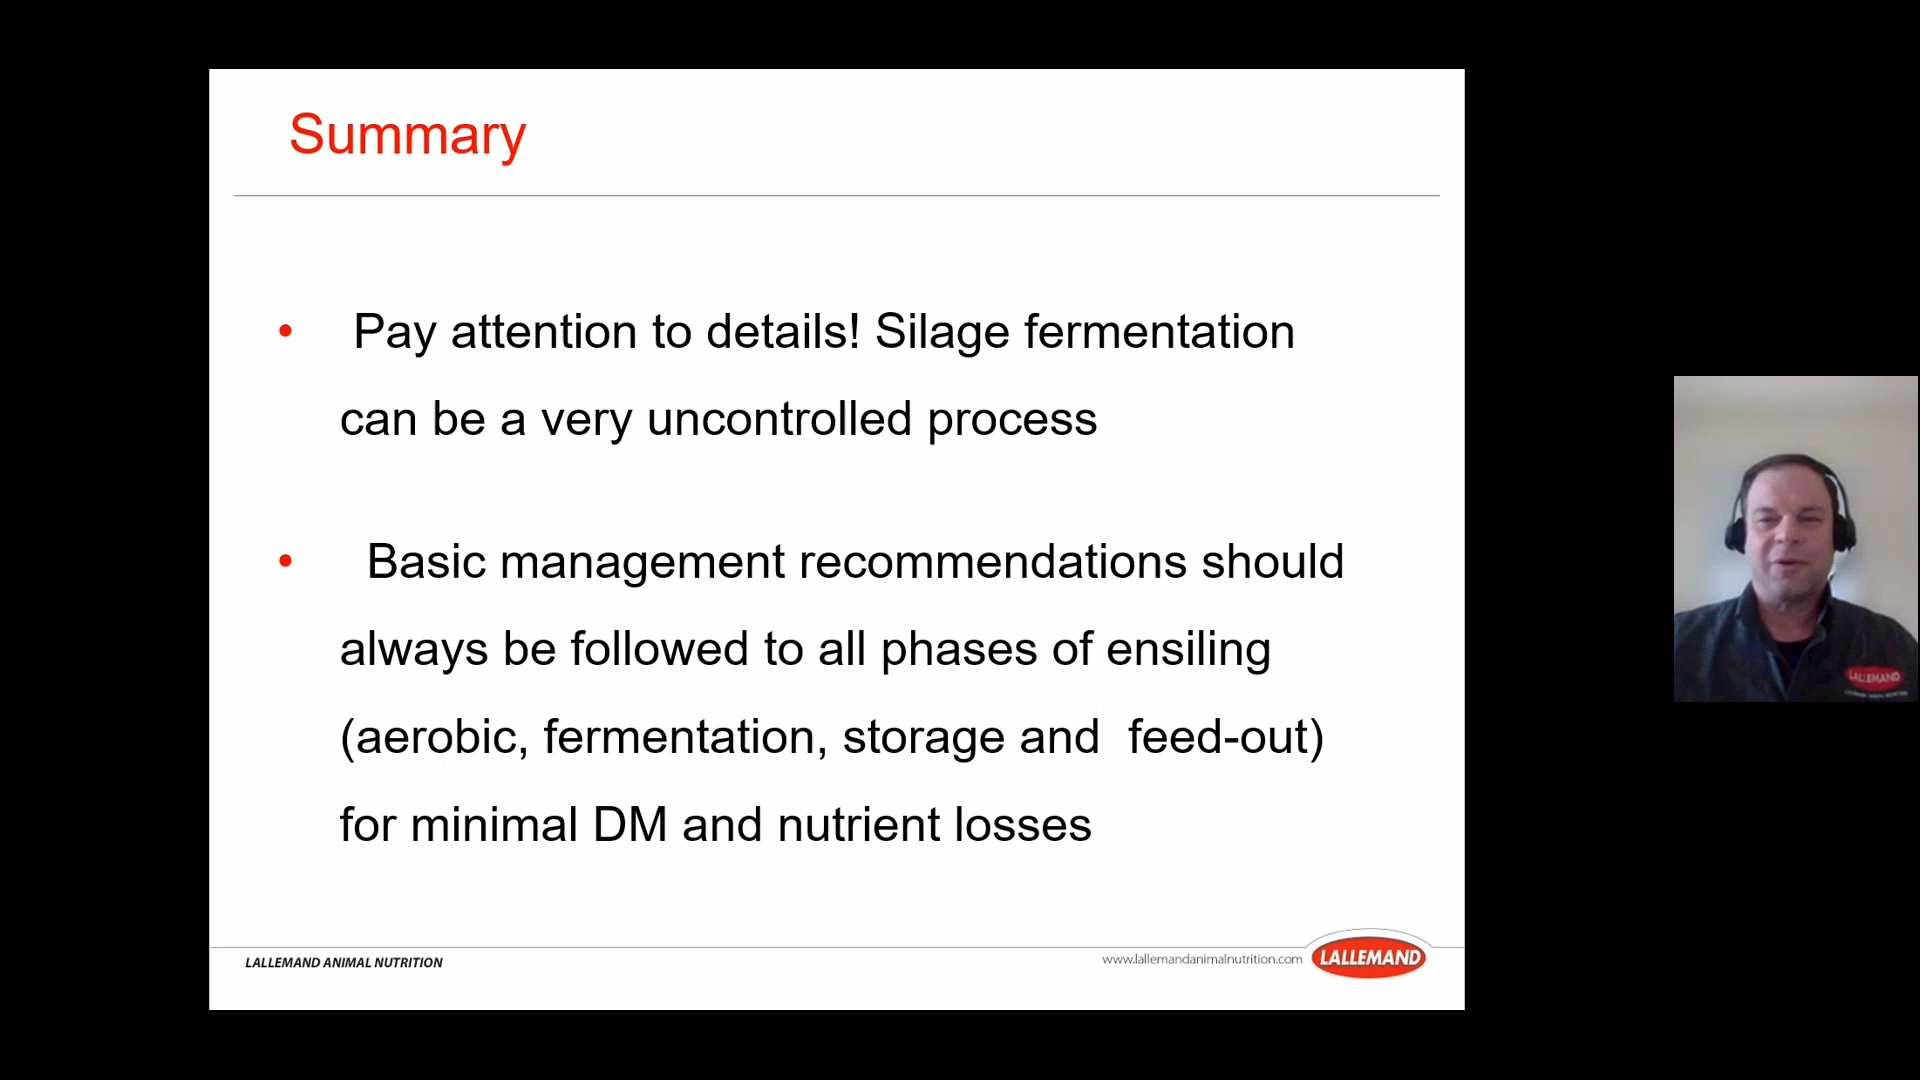 Summary
• Pay attention to details! Silage fermentation
can be a very uncontrolled process
• Basic management recommendations should
always be followed to all phases of ensiling
(aerobic, fermentation, storage and feed-out)
for minimal DM and nutrient losses
LALLEMAND ANIMAL NUTRITION
www.lallemandanimalnutrition.com
LALLEMAND
LALLEMAND